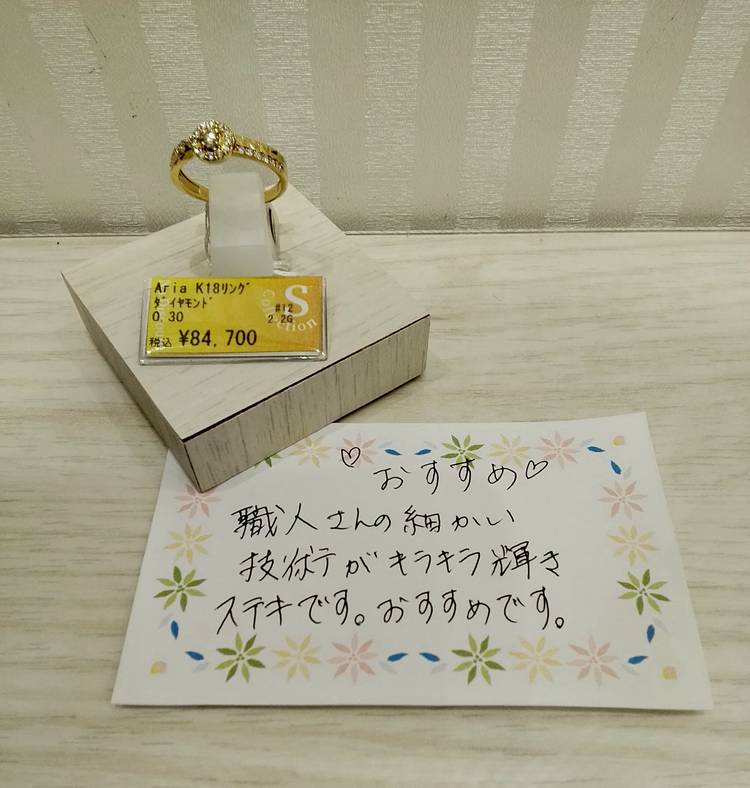 Aria K18リング
ダイヤモンド
0.30 #12
2.2G
税込 ¥84,700
S
Collection
♡おすすめ♡
職人さんの細かい
技術がキラキラ輝き
ステキです。おすすめです。